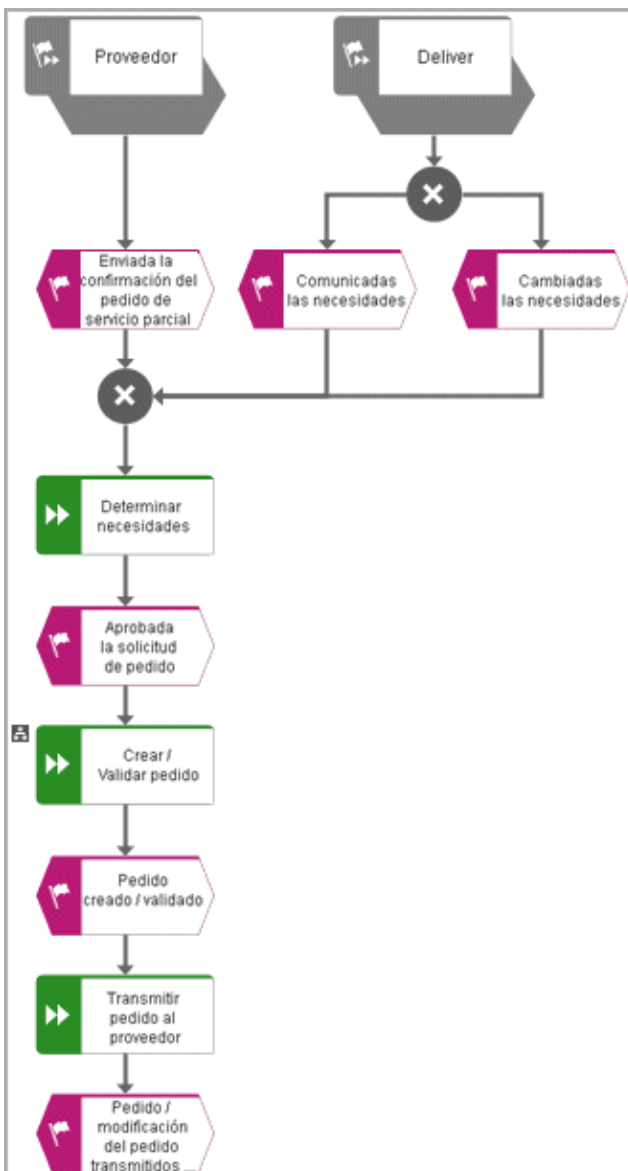 Proveedor
Deliver
Enviada la
confirmación del
pedido de
servicio parcial
Comunicadas
las necesidades
Cambiadas
las necesidades
Determinar
necesidades
Aprobada
la solicitud
de pedido
Crear /
Validar pedido
Pedido
creado / validado
Transmitir
pedido al
proveedor
Pedido /
modificación
del pedido
transmitidos ...